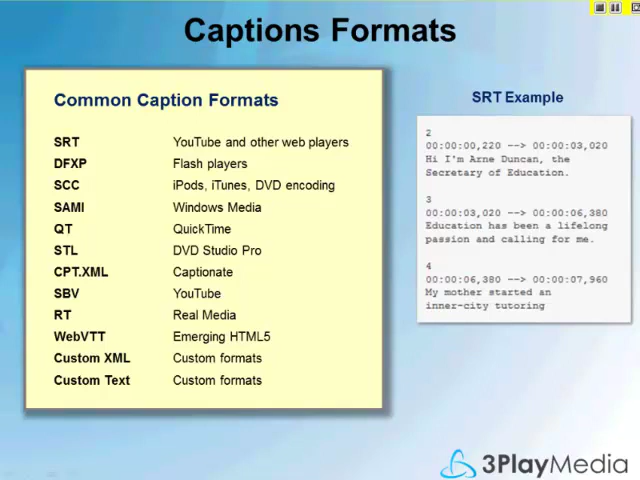 Captions Formats
Common Caption Formats
SRT YouTube and other web players
DFXP Flash players
SCC iPods, iTunes, DVD encoding
SAMI Windows Media
QT QuickTime
STL DVD Studio Pro
CPT.XML Captionate
SBV YouTube
RT Real Media
WebVTT Emerging HTML5
Custom XML Custom formats
Custom Text Custom formats
SRT Example
2
00:00:00,220 --> 00:00:03,020
Hi I'm Arne Duncan, the
Secretary of Education.
3
00:00:03,020 --> 00:00:06,380
Education has been a lifelong
passion and calling for me.
4
00:00:06,380 --> 00:00:07,960
My mother started an
inner-city tutoring
3PlayMedia